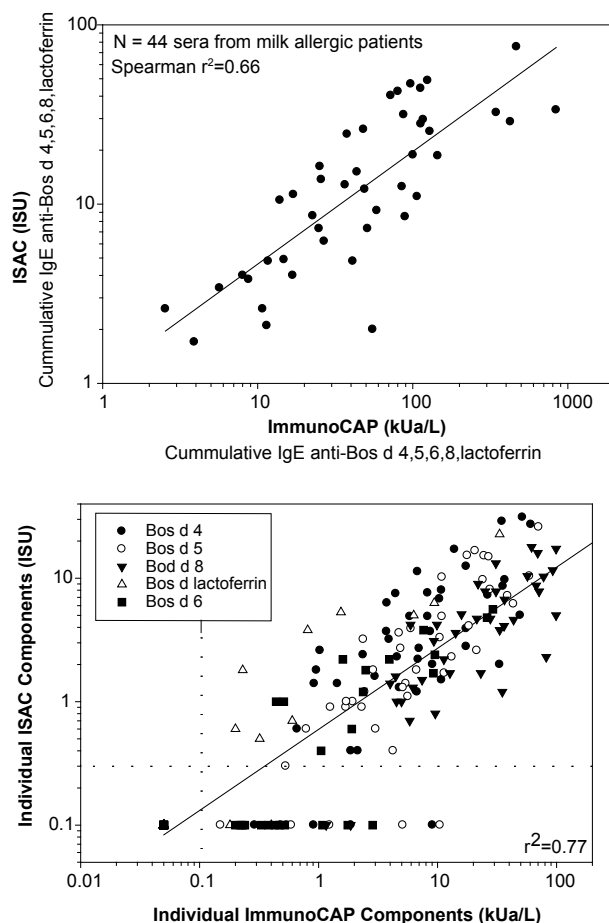 N = 44 sera from milk allergic patients
Spearman r²=0.66
100
10
1
ISAC (ISU)
Cummulative IgE anti-Bos d 4,5,6,8,lactoferrin
1 10 100 1000
ImmunoCAP (kUa/L)
Cummulative IgE anti-Bos d 4,5,6,8,lactoferrin
Bos d 4
Bos d 5
Bod d 8
Bos d lactoferrin
Bos d 6
10
1
0.1
Individual ISAC Components (ISU)
r²=0.77
0.01 0.1 1 10 100
Individual ImmunoCAP Components (kUa/L)